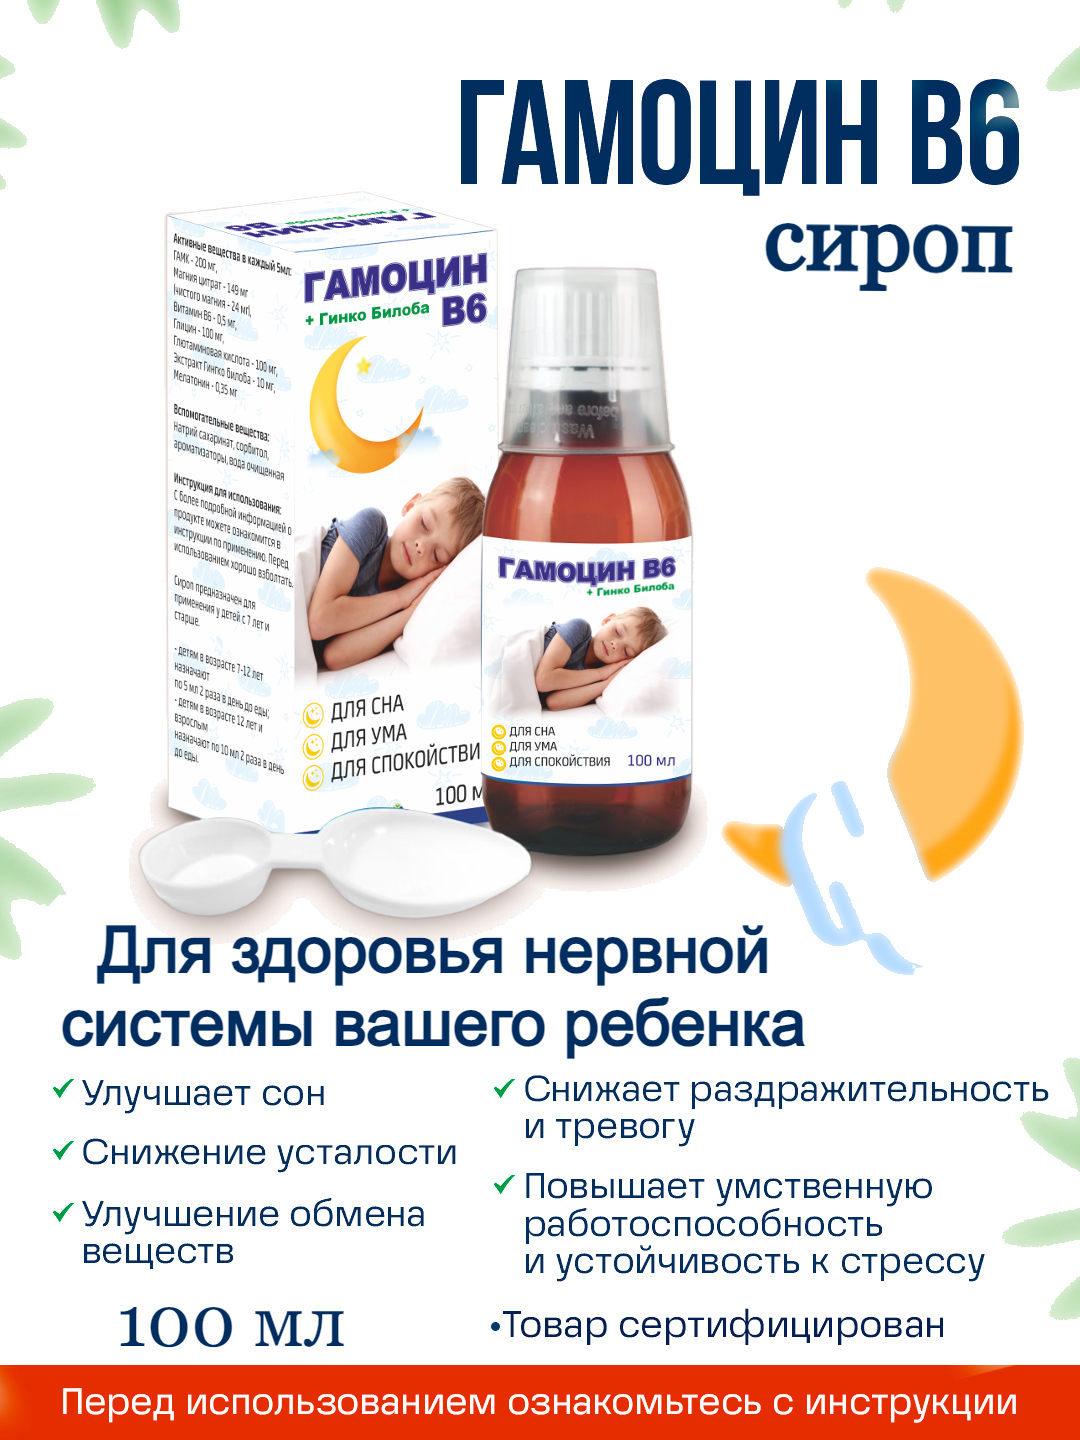 ГАМОЦИН В6
сироп
+ Гинко Билоба
ГАМОЦИН
В6
Активные вещества в каждый 5мл:
ГАМК - 200 мг,
Магния цитрат - 149 мг
(чистого магния - 24 мг),
Витамин В6 - 0,5 мг,
Глицин - 100 мг,
Глютаминовая кислота - 100 мг,
Экстракт Гингко билоба - 10 мг,
Мелатонин - 0,35 мг
Вспомогательные вещества:
Натрий сахаринат, сорбитол,
ароматизаторы, вода очищенная
Инструкция для использования:
С более подробной информацией о
продукте можете ознакомится в
инструкции по применению. Перед
использованием хорошо взболтать.
Сироп предназначен для
применения у детей с 7 лет и
старше.
- детям в возрасте 7-12 лет
назначают
по 5 мл 2 раза в день до еды;
- детям в возрасте 12 лет и
взрослым
назначают по 10 мл 2 раза в день
до еды.
ГАМОЦИН
+ Гинко Билоба В6
ДЛЯ СНА
ДЛЯ УМА
ДЛЯ СПОКОЙСТВИ
100 м
ГАМОЦИН В6
+ Гинко Билоба
ДЛЯ СНА
ДЛЯ УМА
ДЛЯ СПОКОЙСТВИЯ 100 мл
Для здоровья нервной
системы вашего ребенка
Улучшает сон
Снижение усталости
Улучшение обмена
веществ
Снижает раздражительность
и тревогу
Повышает умственную
работоспособность
и устойчивость к стрессу
100 мл
•Товар сертифицирован
Перед использованием ознакомьтесь с инструкции